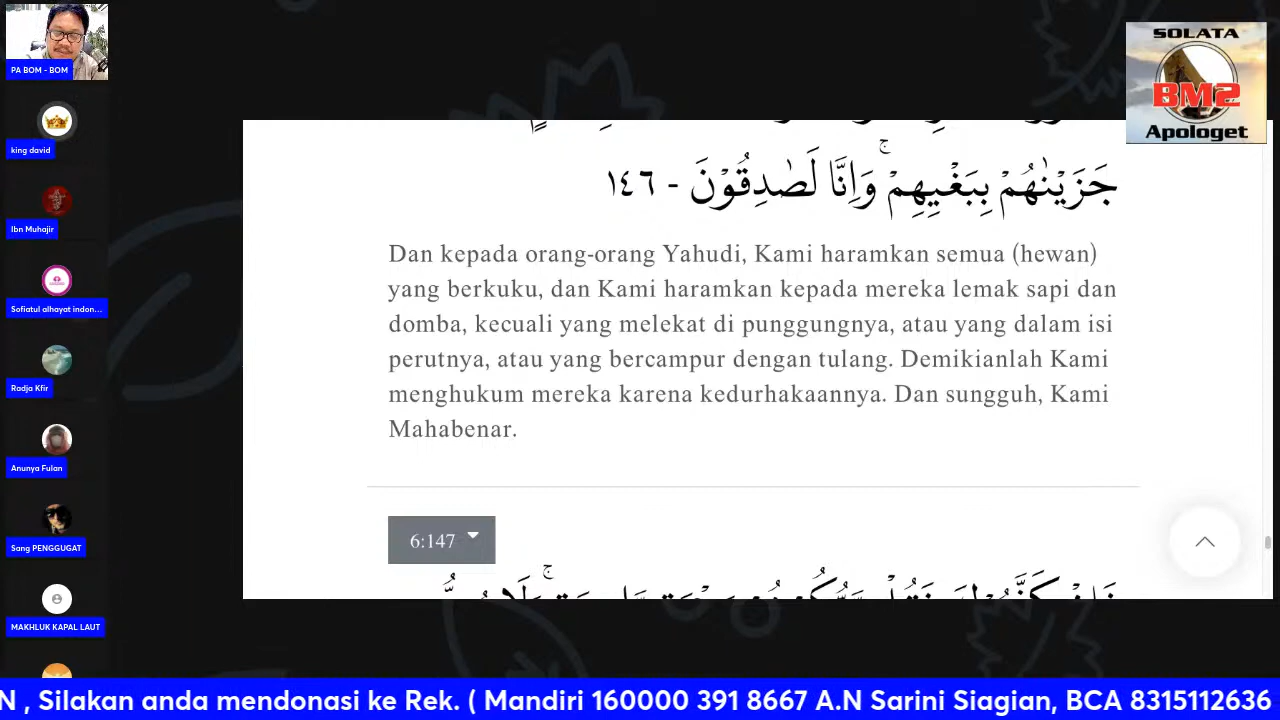 PA BOM - BOM
king david
Ibn Muhajir
Sofiatul alhayat indon...
Radja Kfir
Anunya Fulan
Sang PENGGUGAT
MAKHLUK KAPAL LAUT
SOLATA
BM2
Apologet
جَزَيْنٰهُمْ بِبَغْيِهِمْۚ وَاِنَّا لَصٰدِقُوْنَ - ١٤٦
Dan kepada orang-orang Yahudi, Kami haramkan semua (hewan)
yang berkuku, dan Kami haramkan kepada mereka lemak sapi dan
domba, kecuali yang melekat di punggungnya, atau yang dalam isi
perutnya, atau yang bercampur dengan tulang. Demikianlah Kami
menghukum mereka karena kedurhakaannya. Dan sungguh, Kami
Mahabenar.
6:147
N , Silakan anda mendonasi ke Rek. ( Mandiri 160000 391 8667 A.N Sarini Siagian, BCA 8315112636